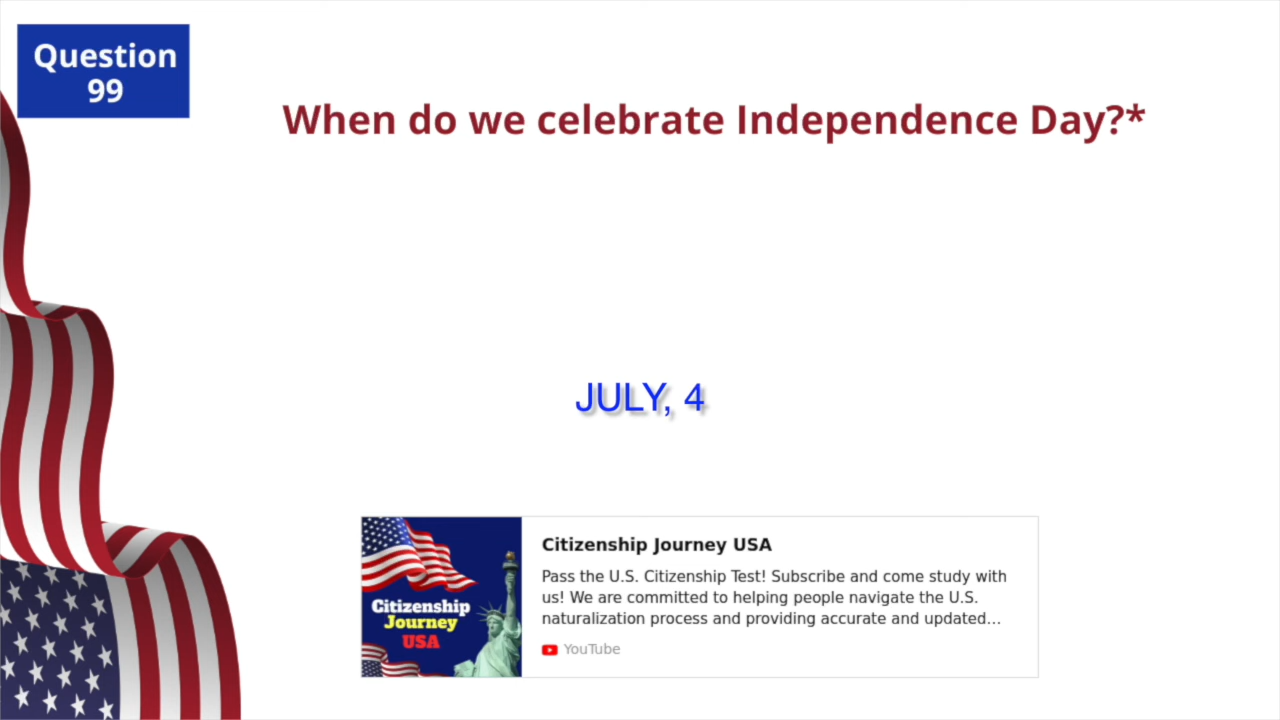 Question
99
When do we celebrate Independence Day?*
JULY, 4
Citizenship
Journey
USA
Citizenship Journey USA
Pass the U.S. Citizenship Test! Subscribe and come study with
us! We are committed to helping people navigate the U.S.
naturalization process and providing accurate and updated...
YouTube